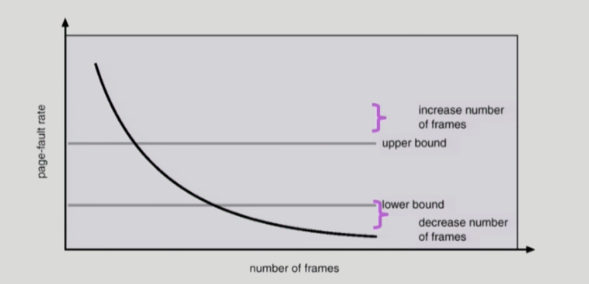 page-fault rate
increase number
of frames
upper bound
lower bound
decrease number
of frames
number of frames